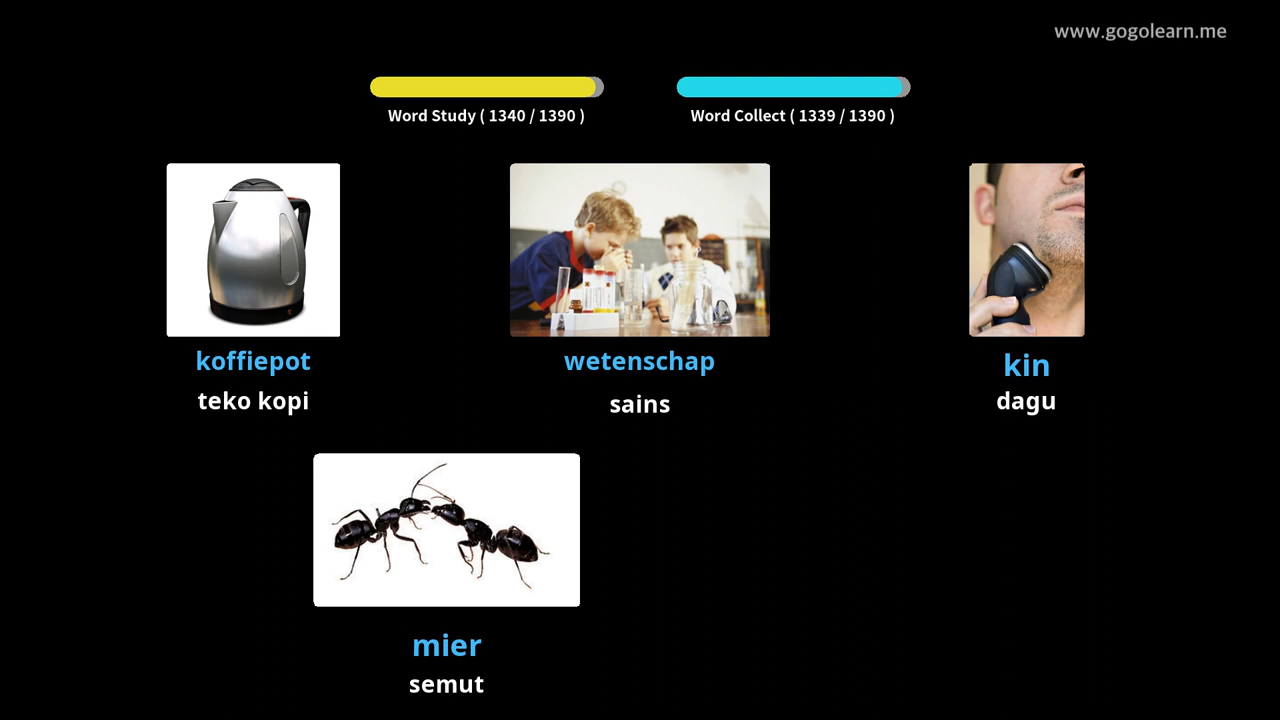 www.gogolearn.me
Word Study ( 1340 / 1390 )
Word Collect ( 1339 / 1390 )
koffiepot
teko kopi
wetenschap
sains
kin
dagu
mier
semut